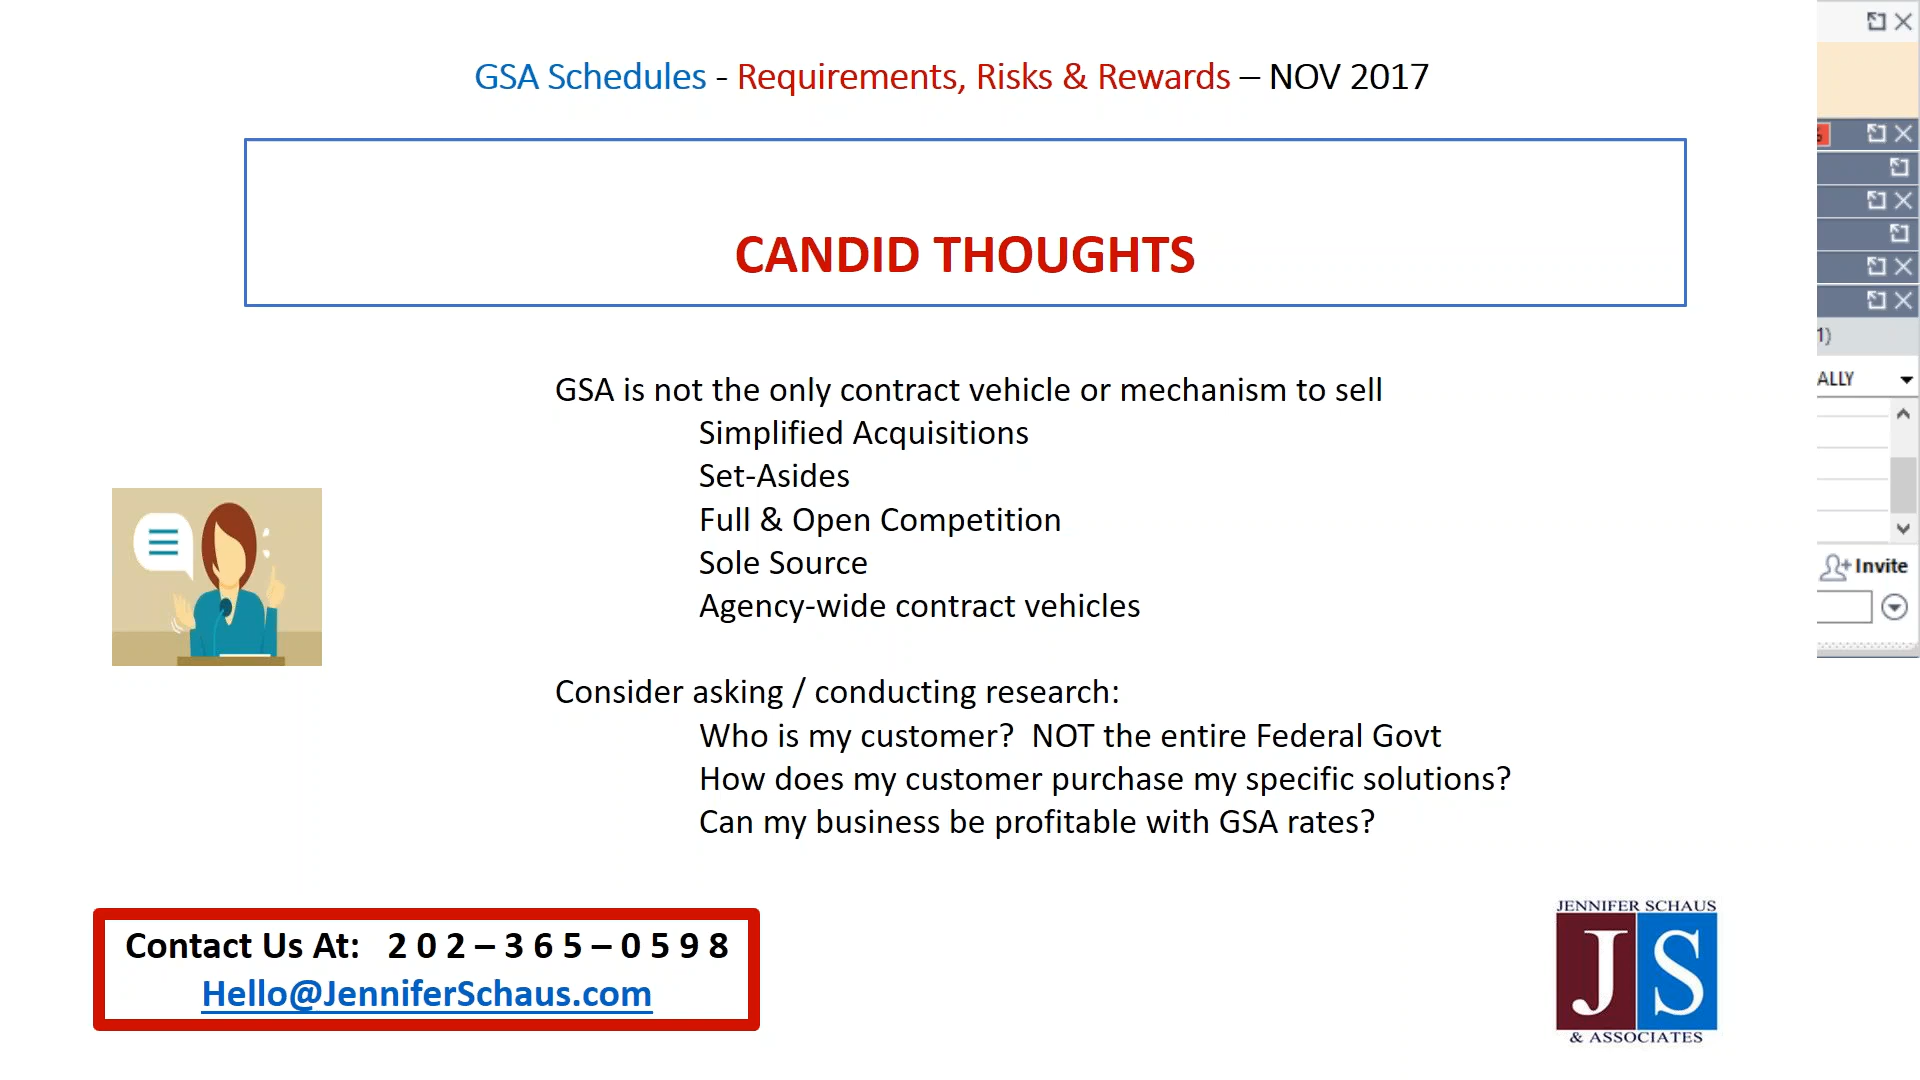 GSA Schedules - Requirements, Risks & Rewards – NOV 2017
CANDID THOUGHTS
GSA is not the only contract vehicle or mechanism to sell
Simplified Acquisitions
Set-Asides
Full & Open Competition
Sole Source
Agency-wide contract vehicles
Consider asking / conducting research:
Who is my customer?  NOT the entire Federal Govt
How does my customer purchase my specific solutions?
Can my business be profitable with GSA rates?
Contact Us At:   2 0 2 – 3 6 5 – 0 5 9 8
Hello@JenniferSchaus.com
JENNIFER SCHAUS
JS
& ASSOCIATES
1)
ALLY
Invite